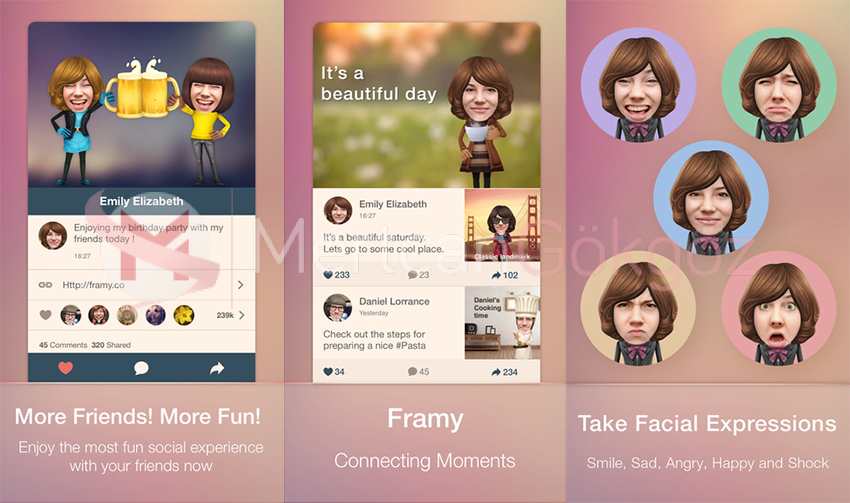 Emily Elizabeth
Enjoying my birthday party with my
friends today !
18:27
Http://framy.co
239k
45 Comments 320 Shared
More Friends! More Fun!
Enjoy the most fun social experience
with your friends now
It's a
beautiful day
Emily Elizabeth
16:27
It's a beautiful saturday.
Lets go to some cool place.
Classic landmark
233
23
102
Daniel Lorrance
Yesterday
Check out the steps for
preparing a nice #Pasta
Daniel's
Cooking
time
34
45
234
Framy
Connecting Moments
Take Facial Expressions
Smile, Sad, Angry, Happy and Shock
M
Gökgöz